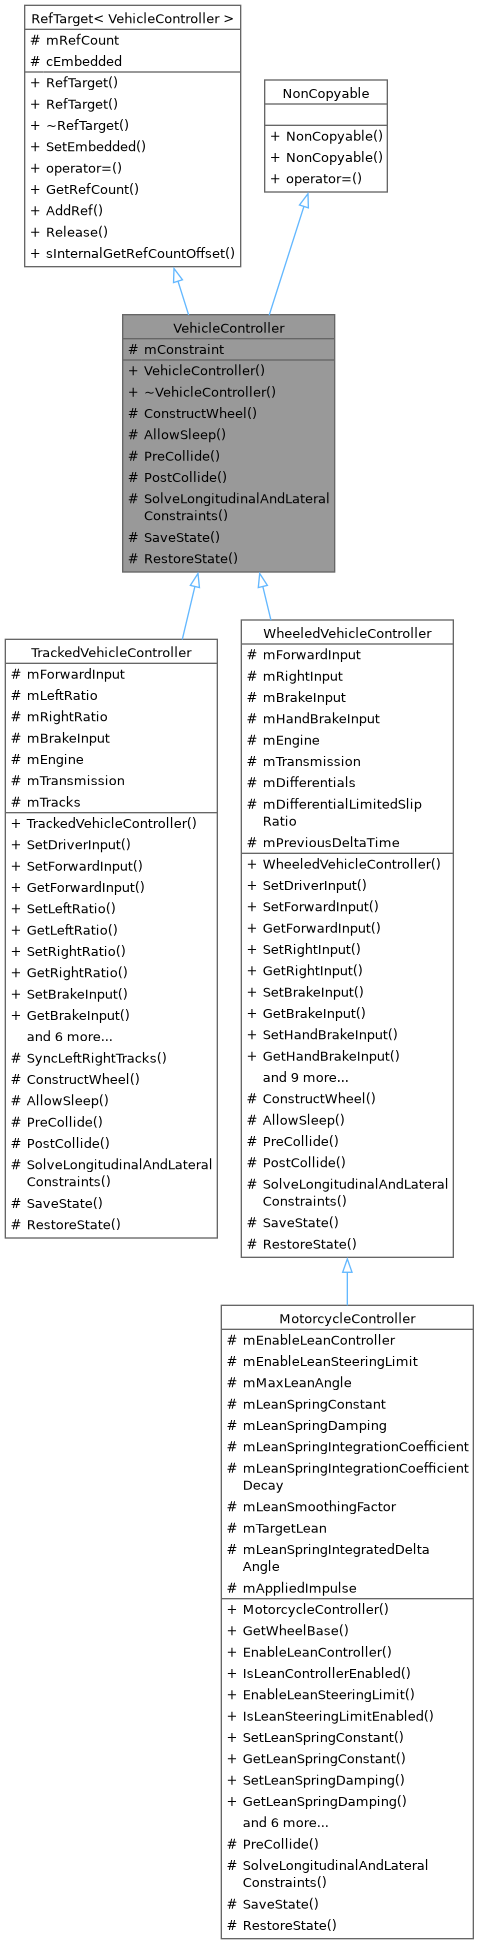 RefTarget< VehicleController >
# mRefCount
# cEmbedded
+ RefTarget()
+ RefTarget()
+ ~RefTarget()
+ SetEmbedded()
+ operator=()
+ GetRefCount()
+ AddRef()
+ Release()
+ sInternalGetRefCountOffset()
NonCopyable
+ NonCopyable()
+ NonCopyable()
+ operator=()
VehicleController
# mConstraint
+ VehicleController()
+ ~VehicleController()
# ConstructWheel()
# AllowSleep()
# PreCollide()
# PostCollide()
# SolveLongitudinalAndLateral
Constraints()
# SaveState()
# RestoreState()
TrackedVehicleController
# mForwardInput
# mLeftRatio
# mRightRatio
# mBrakeInput
# mEngine
# mTransmission
# mTracks
+ TrackedVehicleController()
+ SetDriverInput()
+ SetForwardInput()
+ GetForwardInput()
+ SetLeftRatio()
+ GetLeftRatio()
+ SetRightRatio()
+ GetRightRatio()
+ SetBrakeInput()
+ GetBrakeInput()
and 6 more...
# SyncLeftRightTracks()
# ConstructWheel()
# AllowSleep()
# PreCollide()
# PostCollide()
# SolveLongitudinalAndLateral
Constraints()
# SaveState()
# RestoreState()
WheeledVehicleController
# mForwardInput
# mRightInput
# mBrakeInput
# mHandBrakeInput
# mEngine
# mTransmission
# mDifferentials
# mDifferentialLimitedSlip
Ratio
# mPreviousDeltaTime
+ WheeledVehicleController()
+ SetDriverInput()
+ SetForwardInput()
+ GetForwardInput()
+ SetRightInput()
+ GetRightInput()
+ SetBrakeInput()
+ GetBrakeInput()
+ SetHandBrakeInput()
+ GetHandBrakeInput()
and 9 more...
# ConstructWheel()
# AllowSleep()
# PreCollide()
# PostCollide()
# SolveLongitudinalAndLateral
Constraints()
# SaveState()
# RestoreState()
MotorcycleController
# mEnableLeanController
# mEnableLeanSteeringLimit
# mMaxLeanAngle
# mLeanSpringConstant
# mLeanSpringDamping
# mLeanSpringIntegrationCoefficient
# mLeanSpringIntegrationCoefficient
Decay
# mLeanSmoothingFactor
# mTargetLean
# mLeanSpringIntegratedDelta
Angle
# mAppliedImpulse
+ MotorcycleController()
+ GetWheelBase()
+ EnableLeanController()
+ IsLeanControllerEnabled()
+ EnableLeanSteeringLimit()
+ IsLeanSteeringLimitEnabled()
+ SetLeanSpringConstant()
+ GetLeanSpringConstant()
+ SetLeanSpringDamping()
+ GetLeanSpringDamping()
and 6 more...
# PreCollide()
# SolveLongitudinalAndLateral
Constraints()
# SaveState()
# RestoreState()